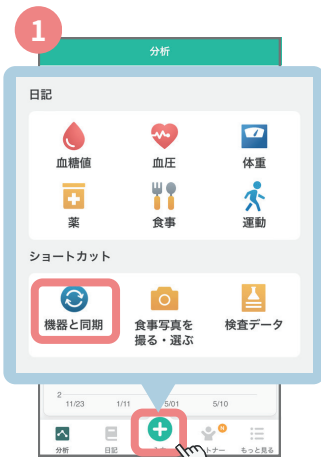 1
分析
日記
血糖値 血圧 体重
薬 食事 運動
ショートカット
機器と同期 食事写真を 検査データ
撮る・選ぶ
2
11/23 1/11 5/01 5/10
分析 日記 トナー もっと見る